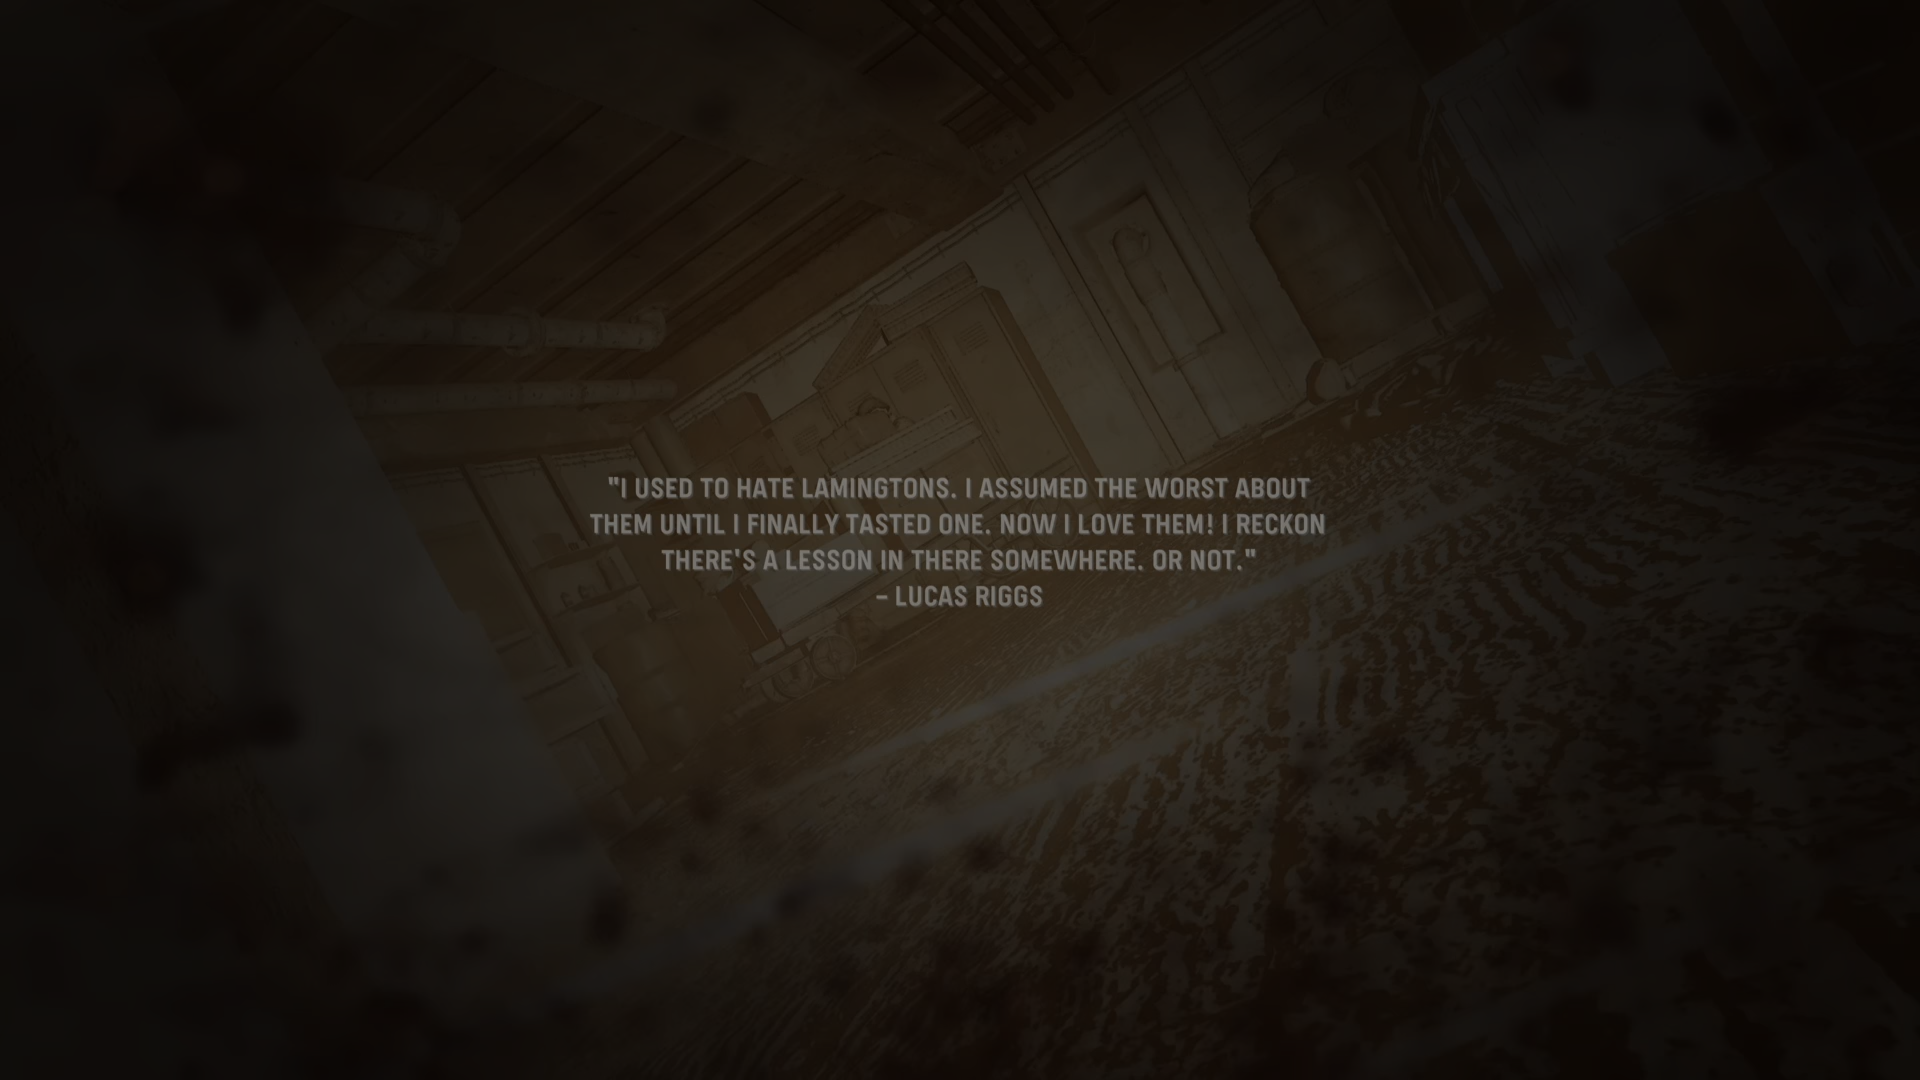 "I USED TO HATE LAMINGTONS. I ASSUMED THE WORST ABOUT
THEM UNTIL I FINALLY TASTED ONE. NOW I LOVE THEM! I RECKON
THERE'S A LESSON IN THERE SOMEWHERE. OR NOT."
- LUCAS RIGGS